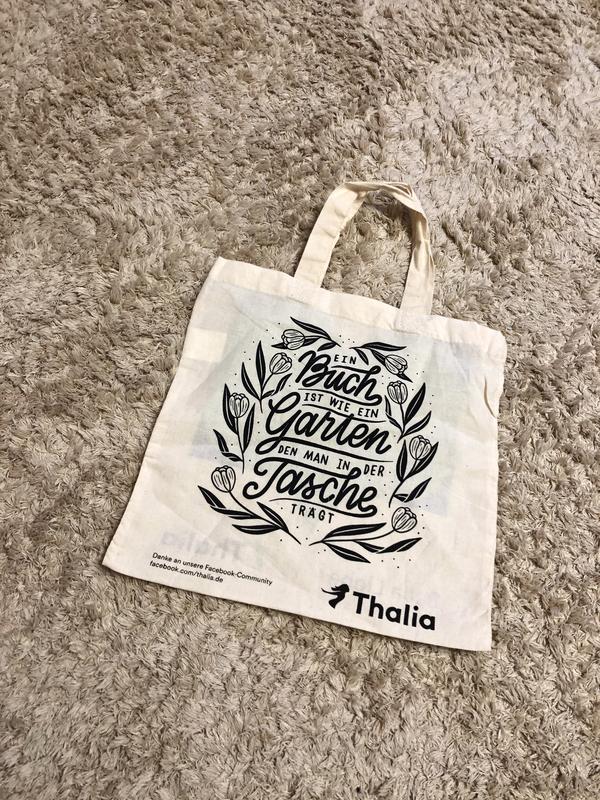 EIN
Buch
IST WIE EIN
Garten
DEN MAN IN DER
Tasche
TRÄGT
Danke an unsere Facebook-Community
facebook.com/thalia.de
Thalia